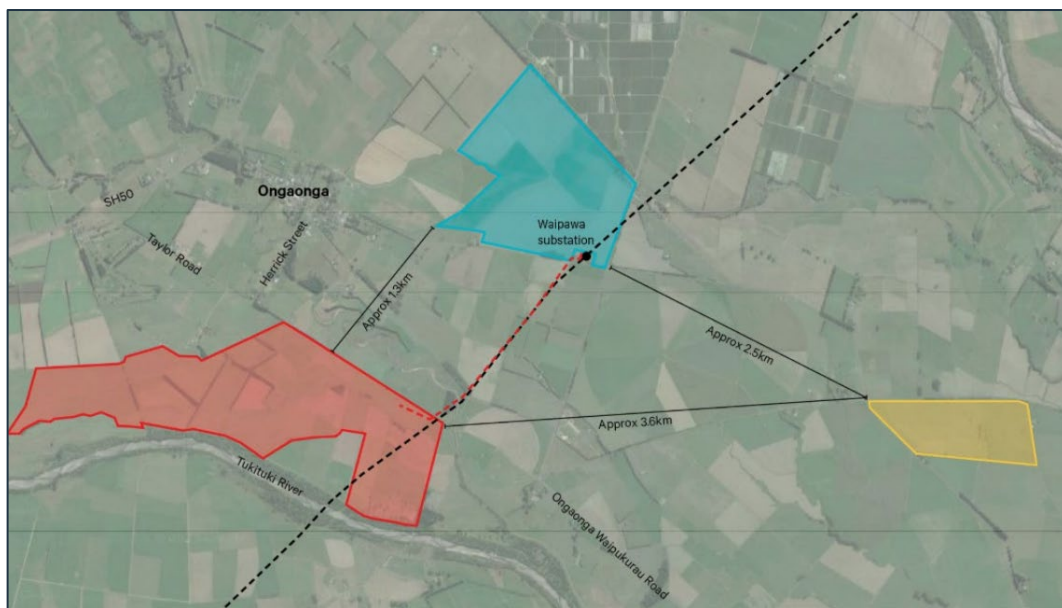 Ongaonga
SH50
Taylor Road
Herrick Street
Waipawa
substation
Approx 1.3km
Approx 2.5km
Approx 3.6km
Tukituki River
Ongaonga Waipukurau Road